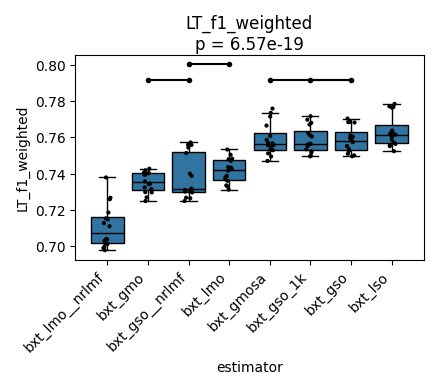 LT_f1_weighted
p = 6.57e-19
LT_f1_weighted
0.80
0.78
0.76
0.74
0.72
0.70
bxt_lmo__nrlmf
bxt_gmo
bxt_gso__nrlmf
bxt_lmo
bxt_gmosa
bxt_gso_1k
bxt_gso
bxt_lso
estimator